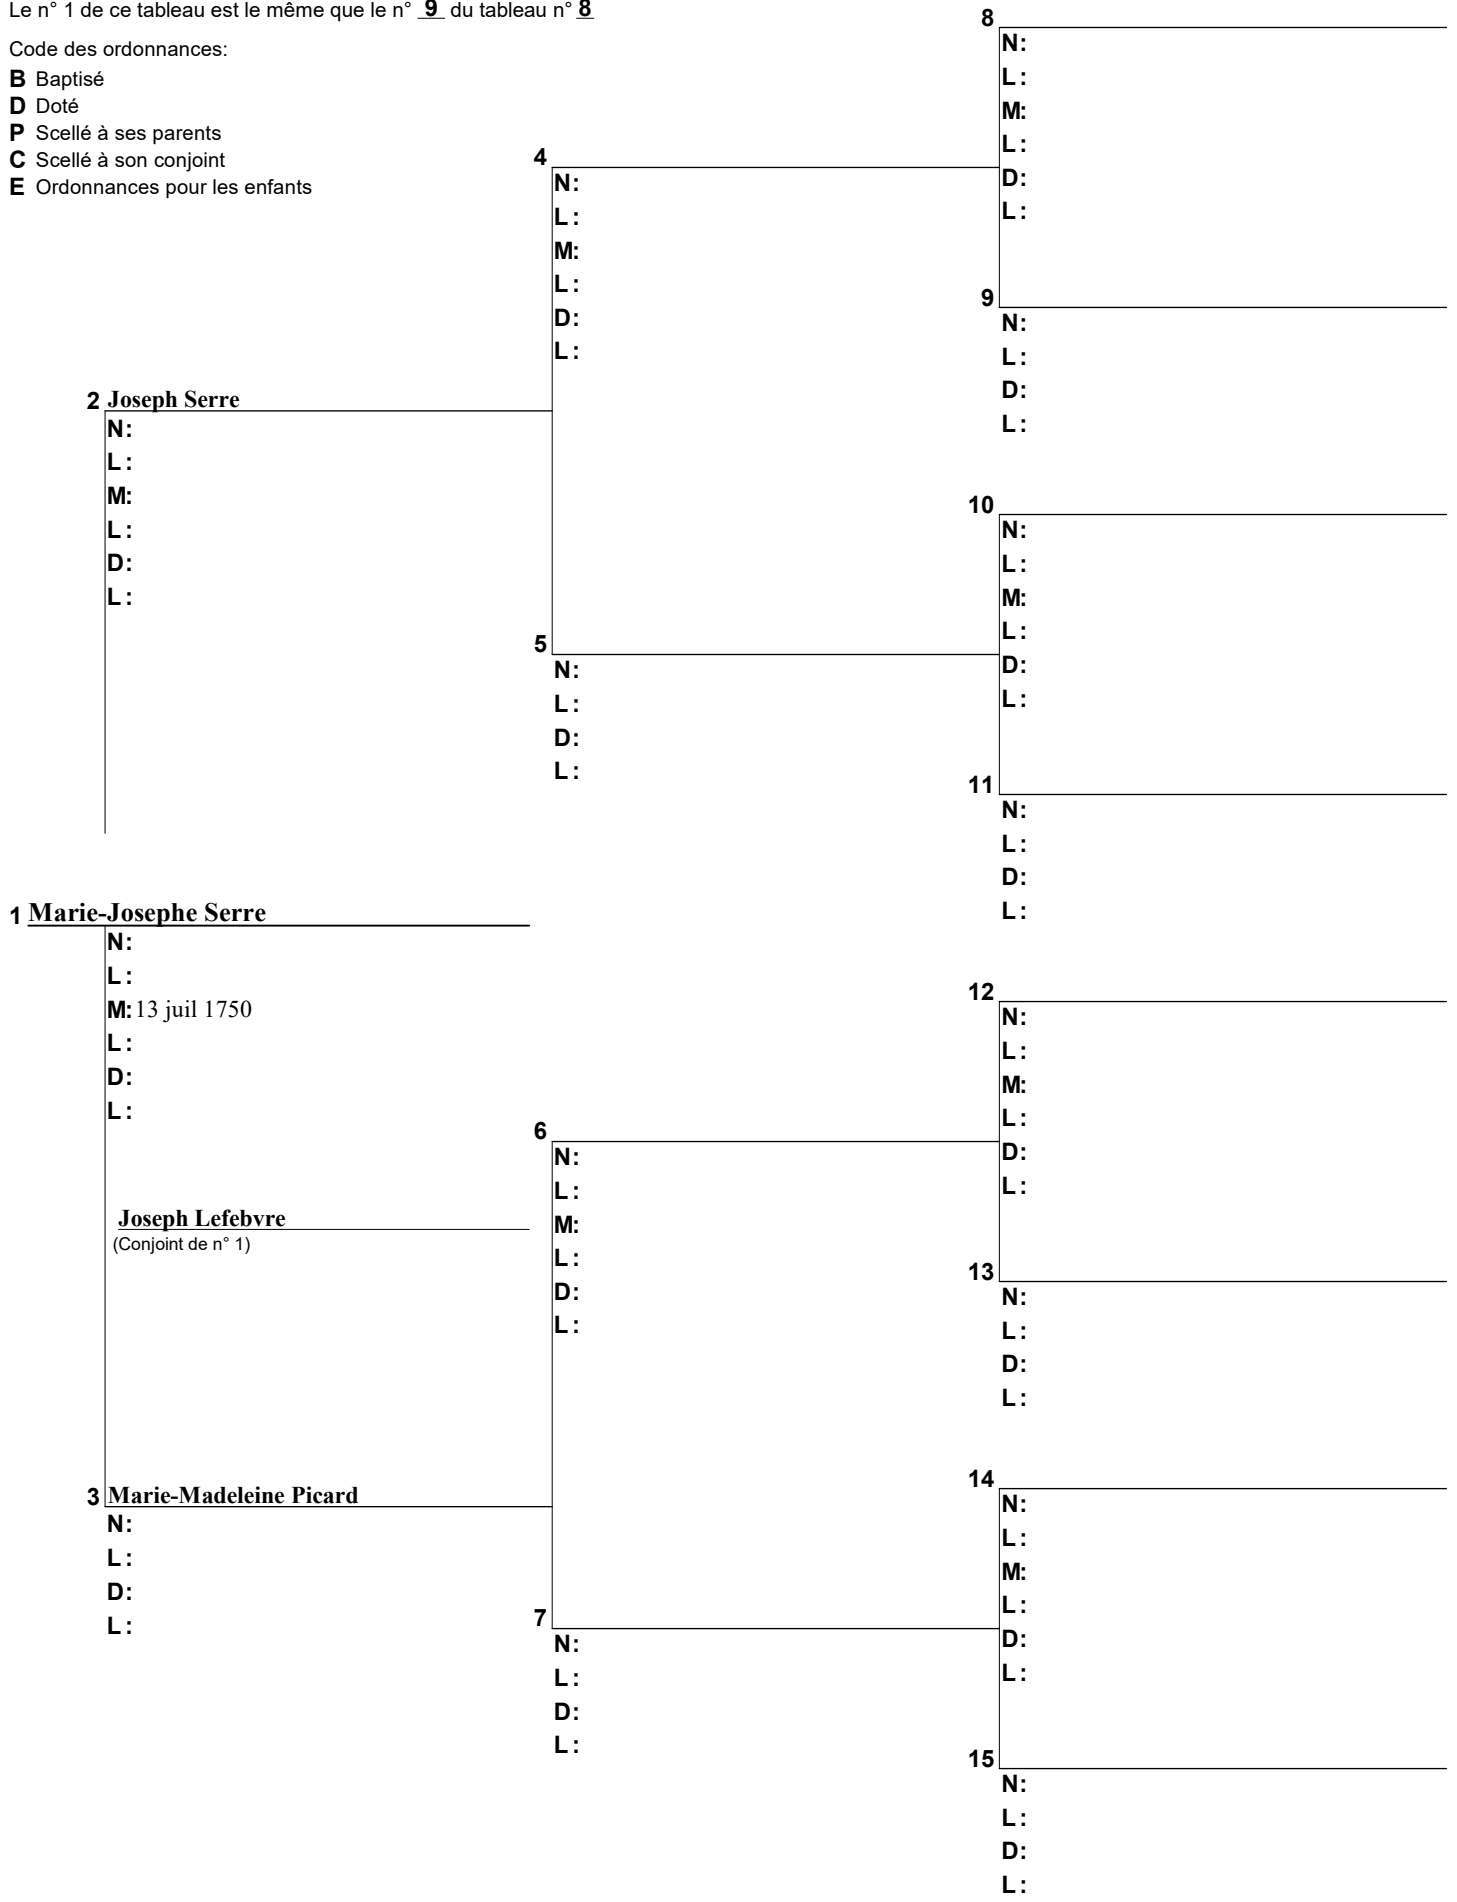 Le n° 1 de ce tableau est le même que le n° 9 du tableau n° 8
Code des ordonnances:
B Baptisé
D Doté
P Scellé à ses parents
C Scellé à son conjoint
E Ordonnances pour les enfants
8
N:
L:
M:
L:
D:
L:
4
N:
L:
M:
L:
D:
L:
9
N:
L:
D:
L:
2 Joseph Serre
N:
L:
M:
L:
D:
L:
10
N:
L:
M:
L:
D:
L:
5
N:
L:
D:
L:
11
N:
L:
D:
L:
1 Marie-Josephe Serre
N:
L:
M: 13 juil 1750
L:
D:
L:
12
N:
L:
M:
L:
D:
L:
6
N:
L:
M:
L:
D:
L:
Joseph Lefebvre
(Conjoint de n° 1)
13
N:
L:
D:
L:
3 Marie-Madeleine Picard
N:
L:
D:
L:
14
N:
L:
M:
L:
D:
L:
7
N:
L:
D:
L:
15
N:
L:
D:
L: